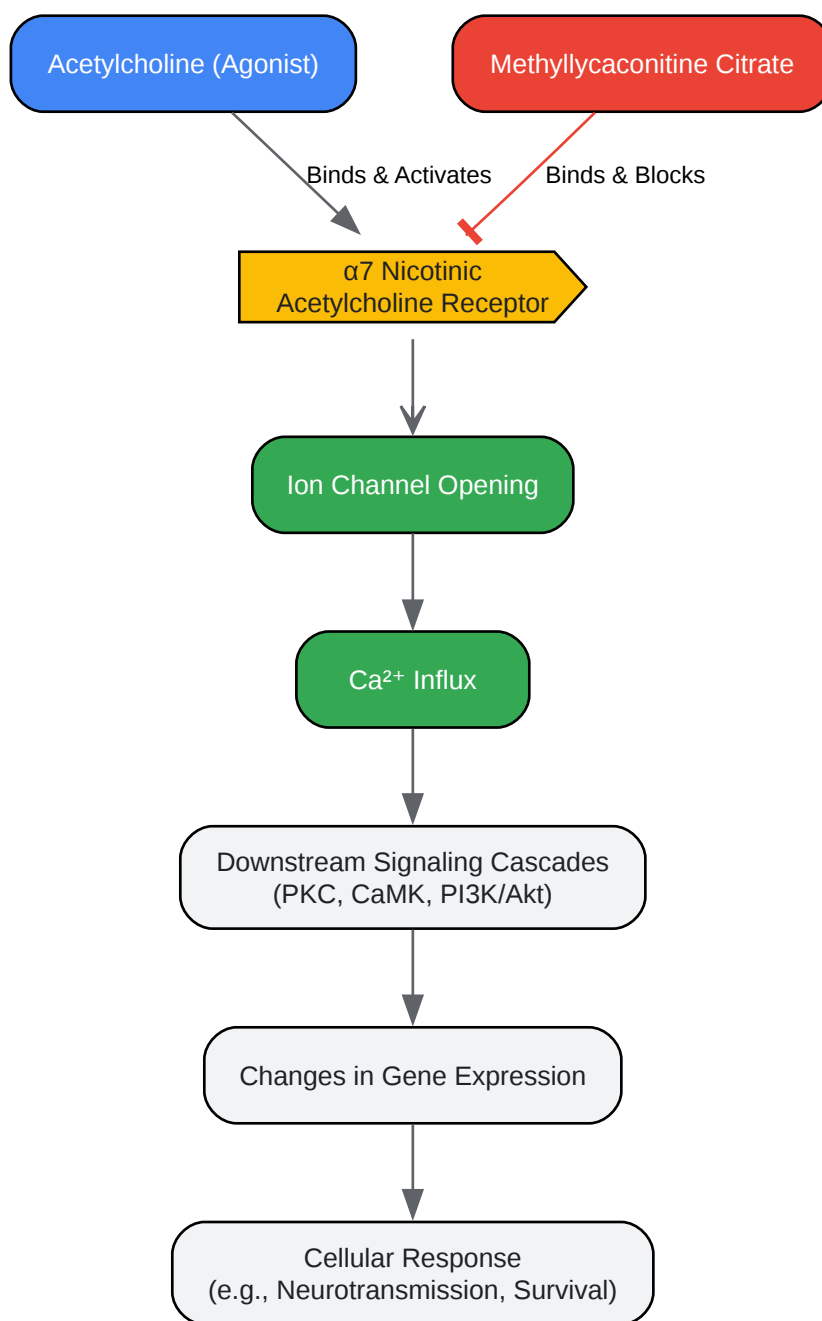 Acetylcholine (Agonist)
Methyllycaconitine Citrate
Binds & Activates
Binds & Blocks
α7 Nicotinic
Acetylcholine Receptor
Ion Channel Opening
Ca²⁺ Influx
Downstream Signaling Cascades
(PKC, CaMK, PI3K/Akt)
Changes in Gene Expression
Cellular Response
(e.g., Neurotransmission, Survival)